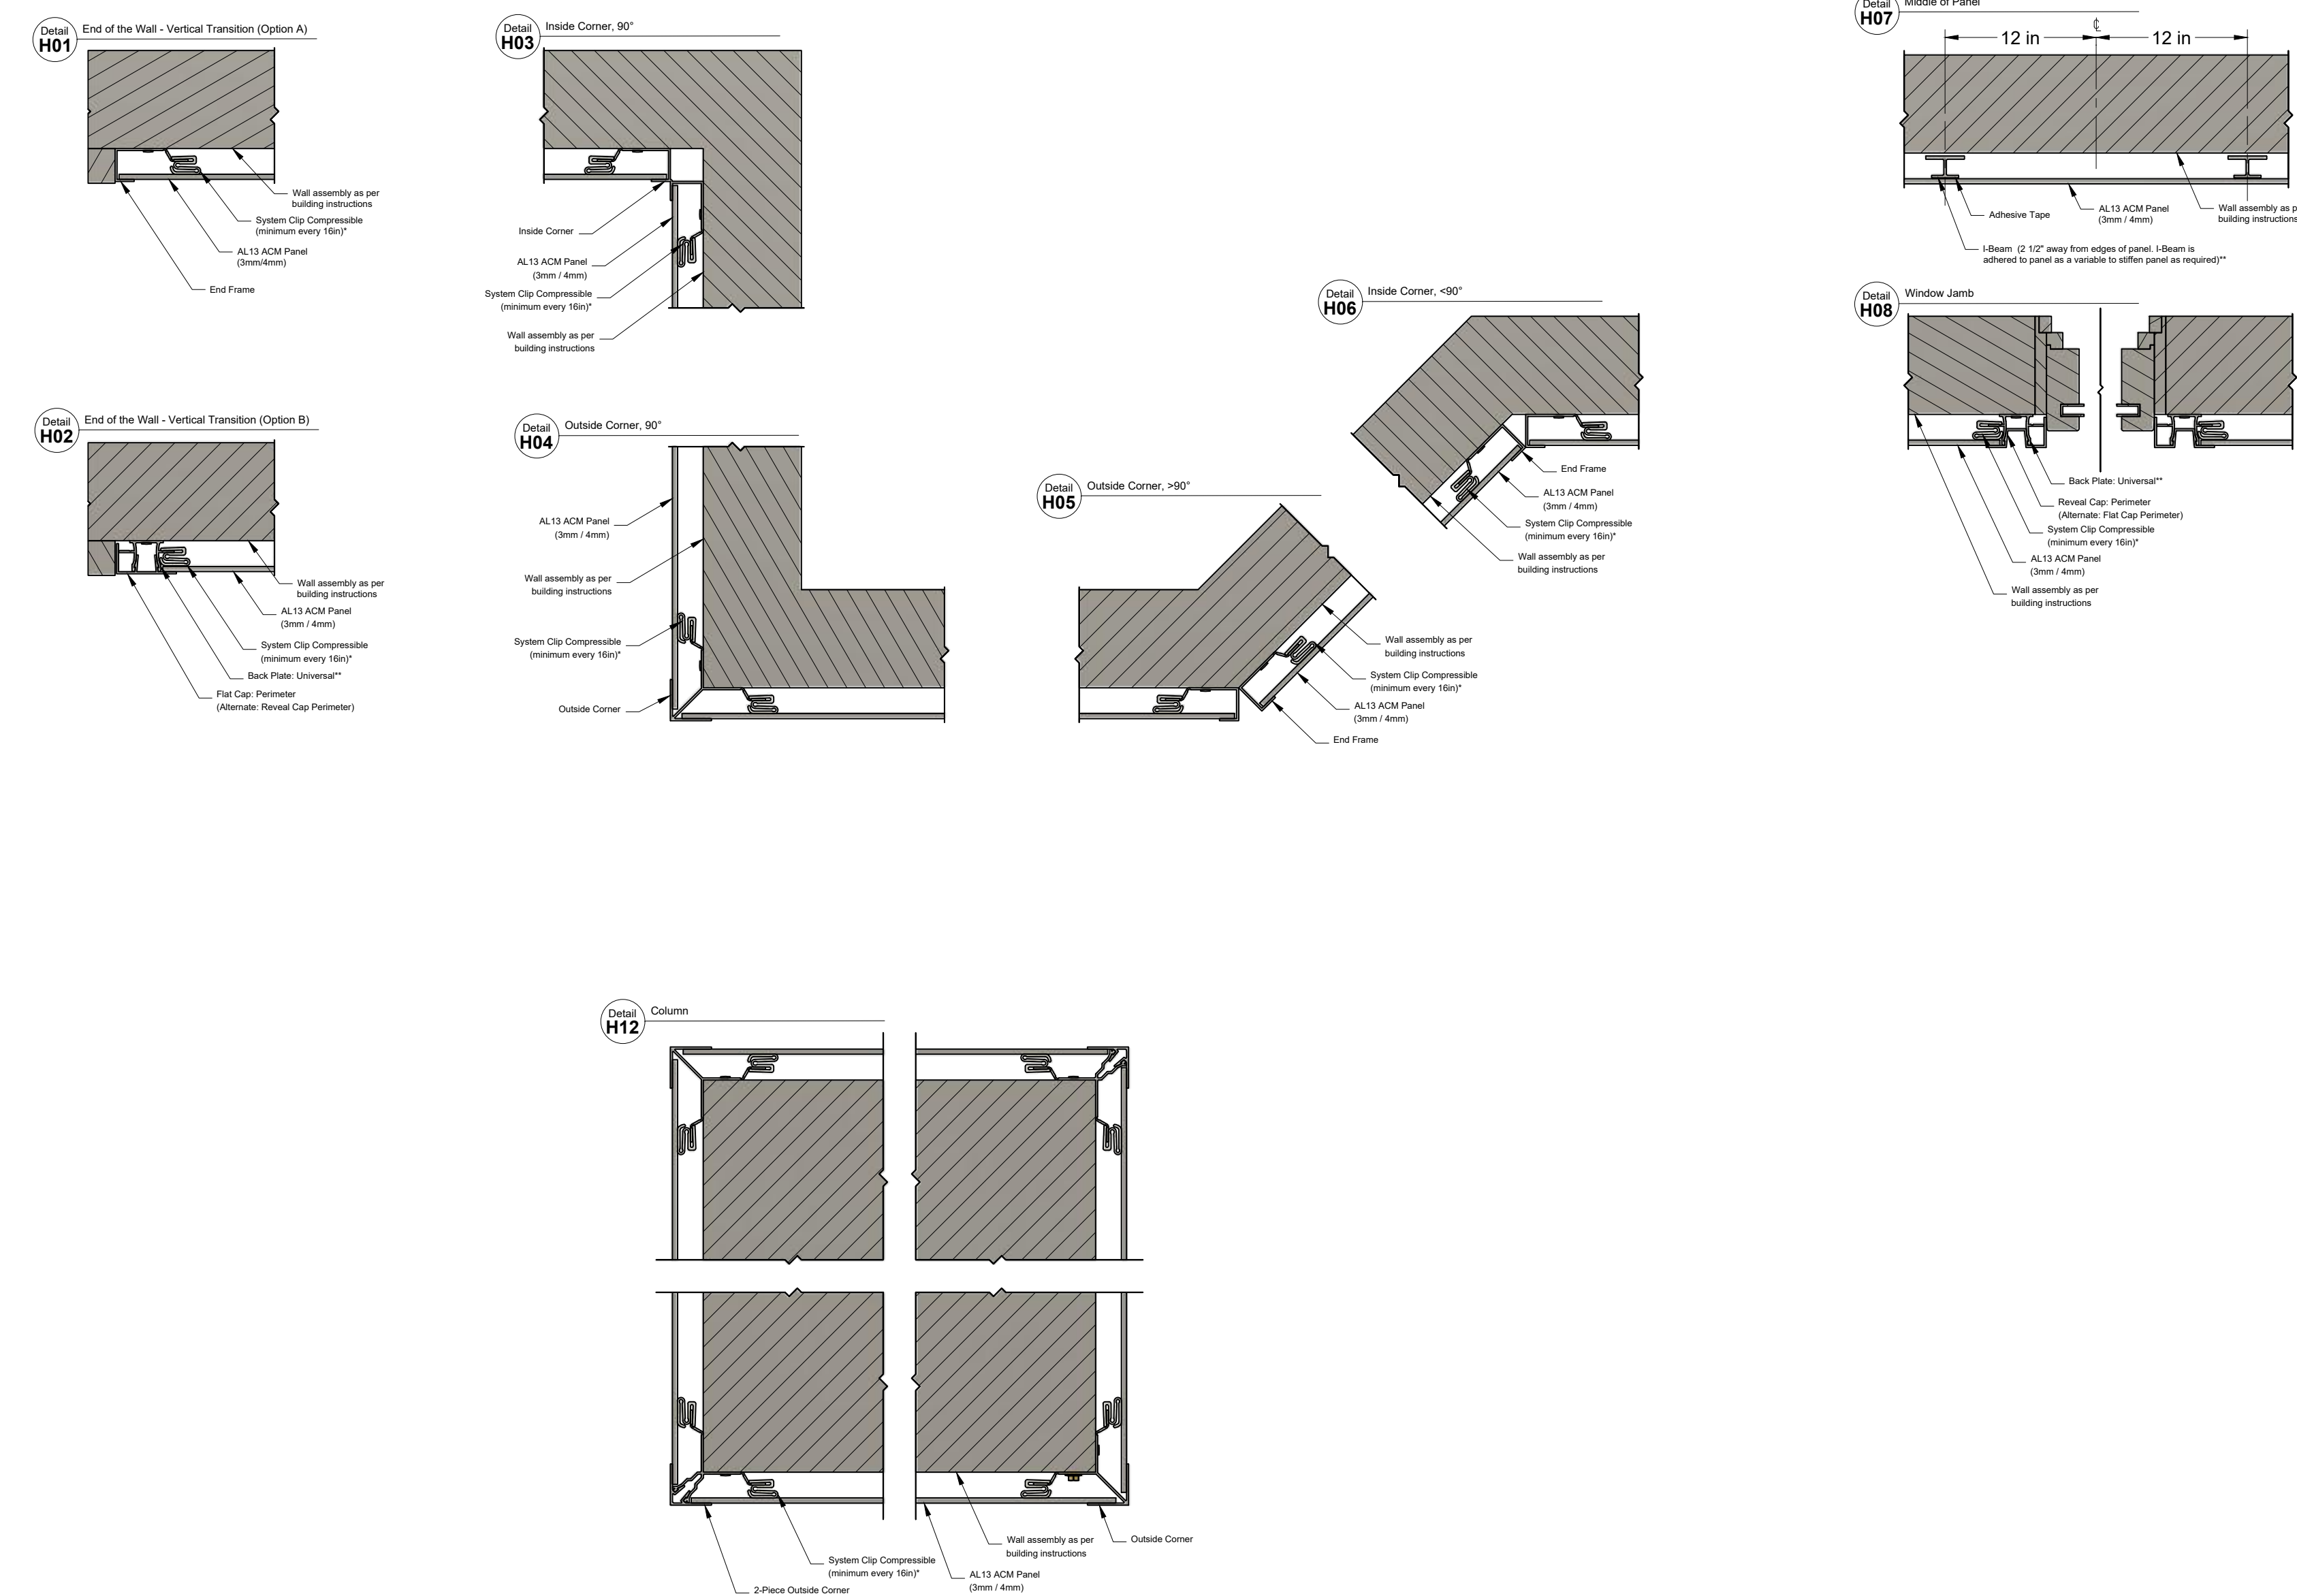 Detail
H01
End of the Wall - Vertical Transition (Option A)
Wall assembly as per
building instructions
System Clip Compressible
(minimum every 16in)*
AL13 ACM Panel
(3mm/4mm)
End Frame
Detail
H03
Inside Corner, 90°
Inside Corner
AL13 ACM Panel
(3mm / 4mm)
System Clip Compressible
(minimum every 16in)*
Wall assembly as per
building instructions
Detail
H07
Middle of Panel
℄
12 in
12 in
Adhesive Tape
AL13 ACM Panel
(3mm / 4mm)
Wall assembly as p
building instructions
I-Beam (2 1/2" away from edges of panel. I-Beam is
adhered to panel as a variable to stiffen panel as required)**
Detail
H02
End of the Wall - Vertical Transition (Option B)
Wall assembly as per
building instructions
AL13 ACM Panel
(3mm / 4mm)
System Clip Compressible
(minimum every 16in)*
Back Plate: Universal**
Flat Cap: Perimeter
(Alternate: Reveal Cap Perimeter)
Detail
H04
Outside Corner, 90°
AL13 ACM Panel
(3mm / 4mm)
Wall assembly as per
building instructions
System Clip Compressible
(minimum every 16in)*
Outside Corner
Detail
H05
Outside Corner, >90°
Wall assembly as per
building instructions
System Clip Compressible
(minimum every 16in)*
AL13 ACM Panel
(3mm / 4mm)
End Frame
Detail
H06
Inside Corner, <90°
End Frame
AL13 ACM Panel
(3mm / 4mm)
System Clip Compressible
(minimum every 16in)*
Wall assembly as per
building instructions
Detail
H08
Window Jamb
Back Plate: Universal**
Reveal Cap: Perimeter
(Alternate: Flat Cap Perimeter)
System Clip Compressible
(minimum every 16in)*
AL13 ACM Panel
(3mm / 4mm)
Wall assembly as per
building instructions
Detail
H12
Column
Outside Corner
Wall assembly as per
building instructions
System Clip Compressible
(minimum every 16in)*
AL13 ACM Panel
(3mm / 4mm)
2-Piece Outside Corner